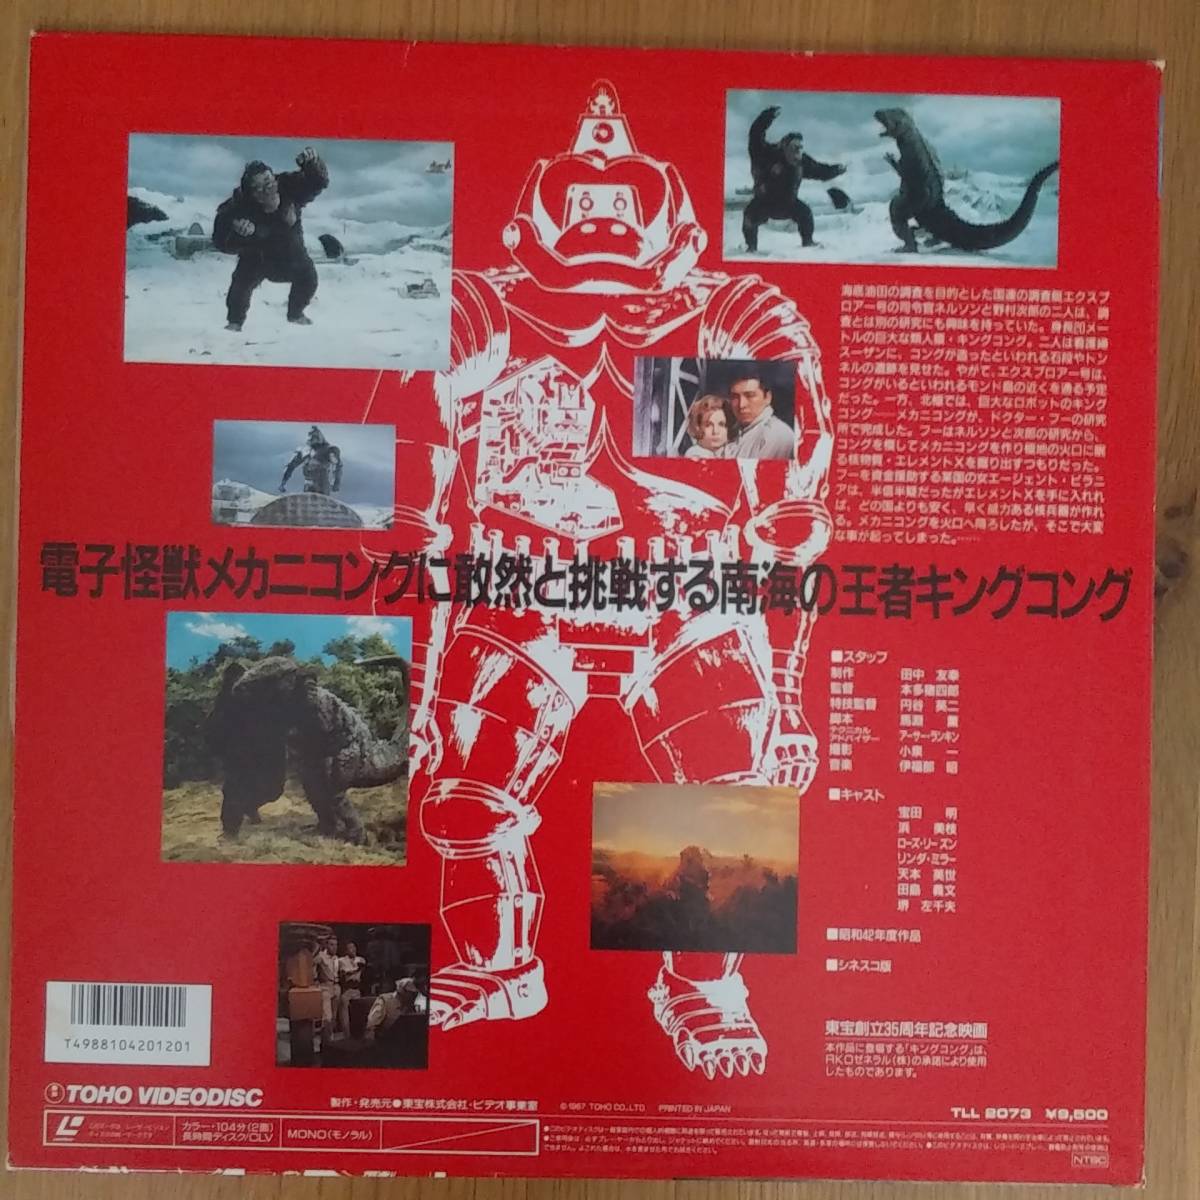 海底油田の調査を目的とした国連の調査艇エクスプ
ロアー号の司令官ネルソンと野村次郎の二人は、調
査とは別の研究にも興味を持っていた。身長20メー
トルの巨大な類人猿・キングコング。二人は看護婦
スーザンに、コングが造ったといわれる石段やトン
ネルの遺跡を見せた。やがて、エクスプロアー号は、
コングがいるといわれるモンド島の近くを通る予定
だった。一方、北極では、巨大なロボットのキング
コング──メカニコングが、ドクター・フーの研究
所で完成した。フーはネルソンと次郎の研究から、
コングを模してメカニコングを作り極地の火口に眠
る怪物質・エレメントXを掘り出すつもりだった。
フーを資金援助する某国の女エージェント・ピラニ
アは、半信半疑だったがエレメントXを手に入れれ
ば、どの国よりも安く、早く威力ある核兵器が作れ
る。メカニコングを火口へ降ろしたが、そこで大変
な事が起ってしまった。……
電子怪獣メカニコングに敢然と挑戦する南海の王者キングコング
■スタッフ
制作 田中 友幸
監督 本多猪四郎
特技監督 円谷 英二
脚本 馬淵 薫
テクニカル
アドバイザー アーサー・ランキン
撮影 小泉 一
音楽 伊福部 昭
■キャスト
宝田 明
浜 美枝
ローズ・リーズン
リンダ・ミラー
天本 英世
田島 義文
堺 左千夫
■昭和42年度作品
■シネスコ版
東宝創立35周年記念映画
本作品に登場する「キングコング」は、
RKOゼネラル(株)の承諾により使用
したものであります。
T4988104201201
TOHO VIDEODISC
製作・発売元●東宝株式会社・ビデオ事業室
©1967 TOHO CO.,LTD. PRINTED IN JAPAN
TLL 2073 ¥9,500
カラー・104分(2面)
長時間ディスク/CLV
MONO(モノラル)
NTSC